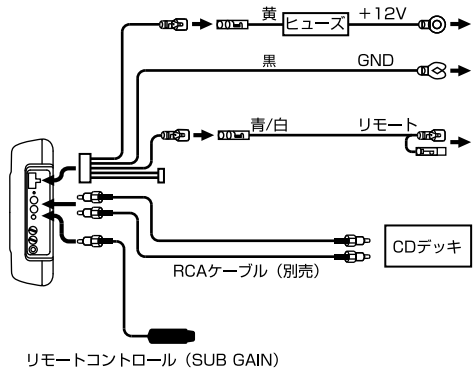 黄 ヒューズ ＋12V
黒 GND
青/白 リモート
CDデッキ
RCAケーブル（別売）
リモートコントロール（SUB GAIN）